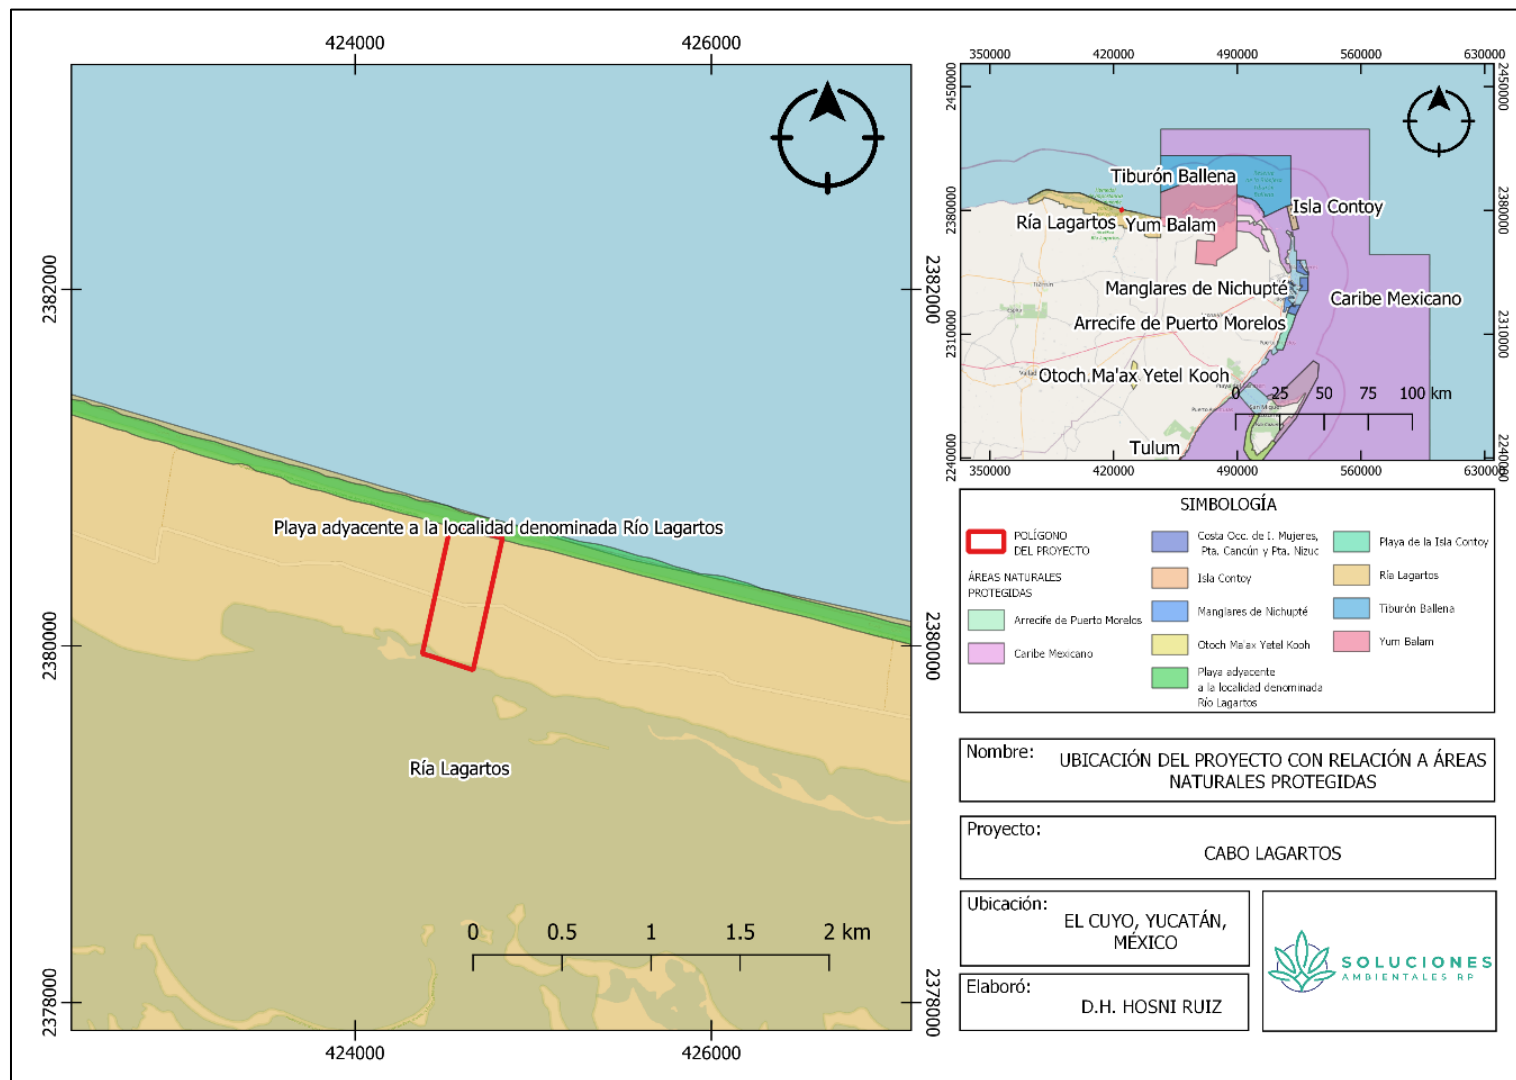 424000
426000
2382000
2382000
2380000
2380000
2378000
2378000
Playa adyacente a la localidad denominada Río Lagartos
Ría Lagartos
0 0.5 1 1.5 2 km
424000
426000
350000 420000 490000 560000 630000
2450000
2450000
2380000
2380000
2310000
2310000
2240000
2240000
Tiburón Ballena
Isla Contoy
Ría Lagartos
Yum Balam
Manglares de Nichupté
Caribe Mexicano
Arrecife de Puerto Morelos
Otoch Ma'ax Yetel Kooh
0 25 50 75 100 km
Tulum
350000 420000 490000 560000 630000
SIMBOLOGÍA
POLÍGONO
DEL PROYECTO
ÁREAS NATURALES
PROTEGIDAS
Arrecife de Puerto Morelos
Caribe Mexicano
Costa Occ. de I. Mujeres,
Pta. Cancún y Pta. Nizuc
Isla Contoy
Manglares de Nichupté
Otoch Ma'ax Yetel Kooh
Playa adyacente
a la localidad denominada
Río Lagartos
Playa de la Isla Contoy
Ría Lagartos
Tiburón Ballena
Yum Balam
Nombre:
UBICACIÓN DEL PROYECTO CON RELACIÓN A ÁREAS
NATURALES PROTEGIDAS
Proyecto:
CABO LAGARTOS
Ubicación:
EL CUYO, YUCATÁN,
MÉXICO
Elaboró:
D.H. HOSNI RUIZ
SOLUCIONES
AMBIENTALES RP